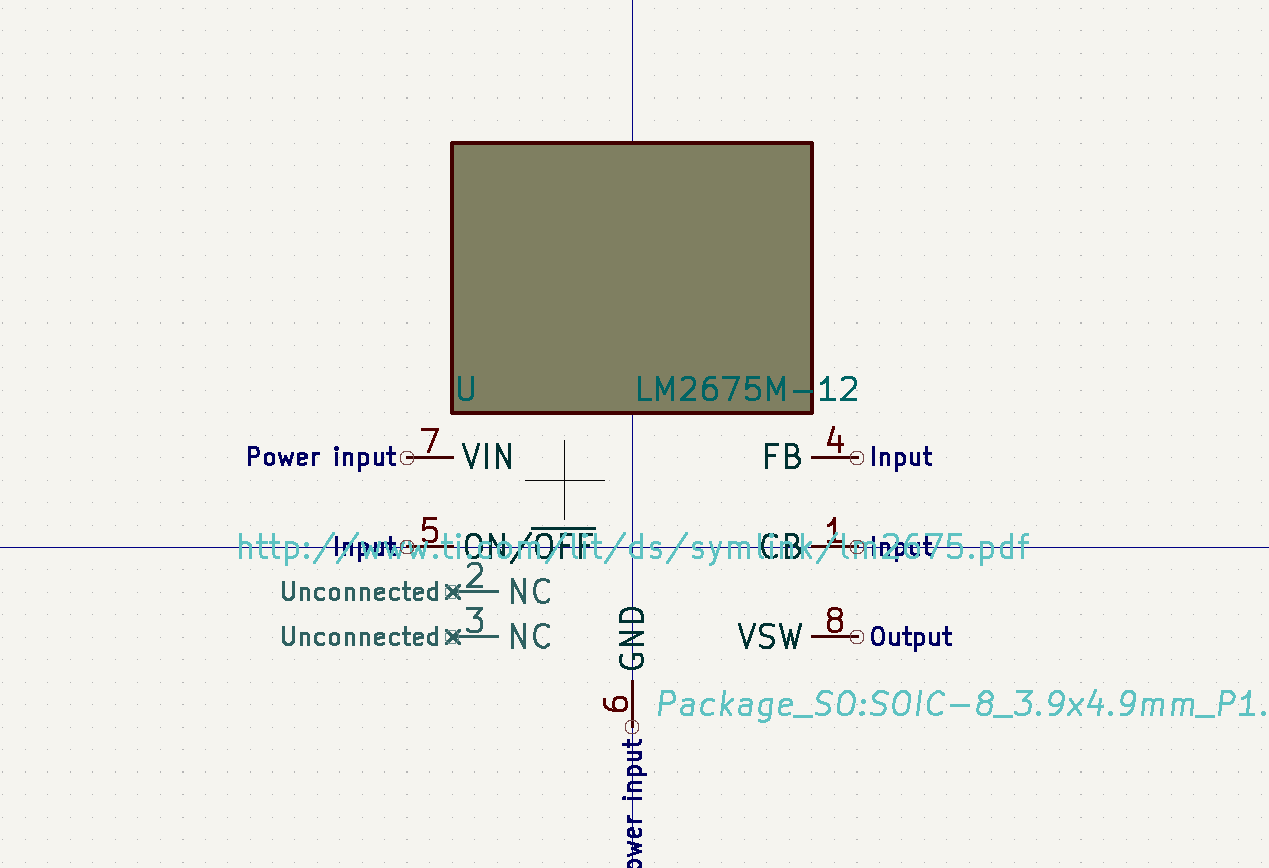 U LM2675M-12
Power input 7 VIN FB 4 Input
Input 5 ON/OFF CB 1 Input
http://www.ti.com/lit/ds/symlink/lm2675.pdf
Unconnected 2 NC
Unconnected 3 NC
GND
VSW 8 Output
6
Package_SO:SOIC-8_3.9x4.9mm_P1.
ower input